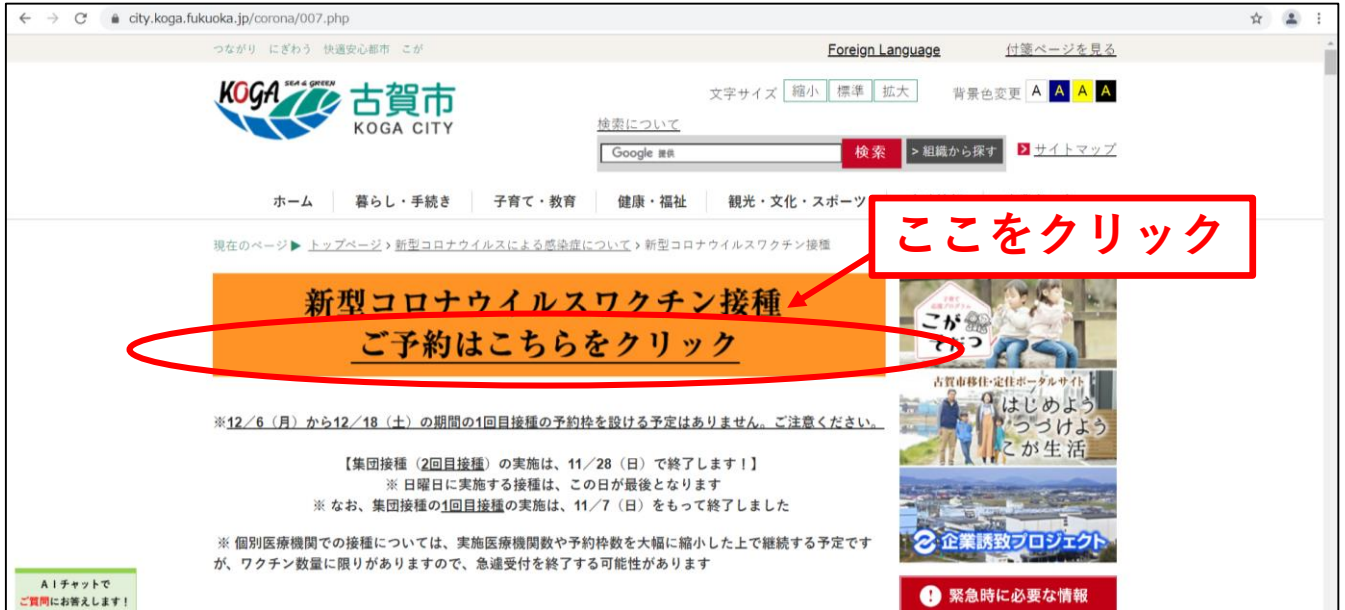 city.koga.fukuoka.jp/corona/007.php
つながり にぎわう 快適安心都市 こが
Foreign Language
付箋ページを見る
KOGA SEA & GREEN
古賀市
KOGA CITY
文字サイズ 縮小 標準 拡大
背景色変更 A A A A
検索について
Google 提供
検索
> 組織から探す
サイトマップ
ホーム
暮らし・手続き
子育て・教育
健康・福祉
観光・文化・スポーツ
ここをクリック
現在のページ▶ トップページ › 新型コロナウイルスによる感染症について › 新型コロナウイルスワクチン接種
新型コロナウイルスワクチン接種
ご予約はこちらをクリック
こが
そだつ
古賀市移住・定住ポータルサイト
はじめよう
つづけよう
こが生活
※12/6(月)から12/18(土)の期間の1回目接種の予約枠を設ける予定はありません。ご注意ください。
【集団接種(2回目接種)の実施は、11/28(日)で終了します!】
※ 日曜日に実施する接種は、この日が最後となります
※ なお、集団接種の1回目接種の実施は、11/7(日)をもって終了しました
企業誘致プロジェクト
※ 個別医療機関での接種については、実施医療機関数や予約枠数を大幅に縮小した上で継続する予定です
が、ワクチン数量に限りがありますので、急遽受付を終了する可能性があります
AIチャットで
ご質問にお答えします!
緊急時に必要な情報